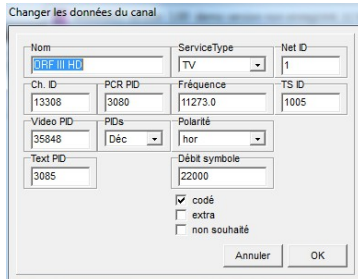 Changer les données du canal
Nom ServiceType Net ID
ORF III HD TV 1
Ch. ID PCR PID Fréquence TS ID
13308 3080 11273.0 1005
Video PID PIDs Polarité
35848 Déc hor
Text PID Débit symbole
3085 22000
codé
extra
non souhaité
Annuler OK